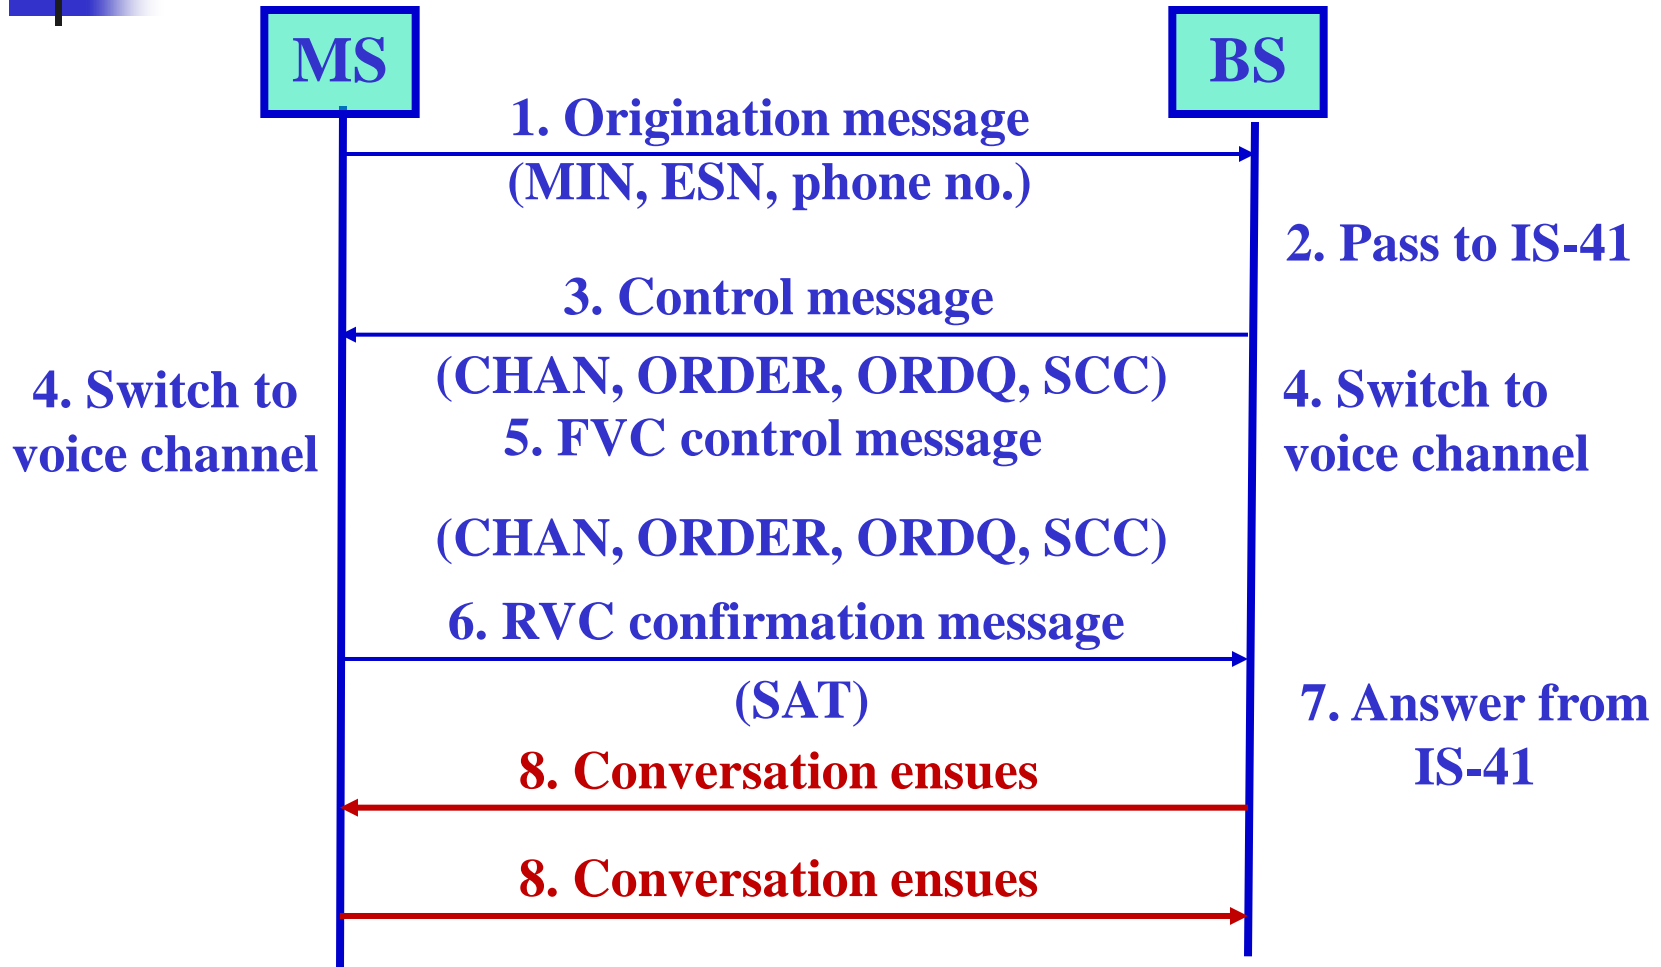 MS
BS
1. Origination message
(MIN, ESN, phone no.)
2. Pass to IS-41
3. Control message
(CHAN, ORDER, ORDQ, SCC)
4. Switch to
voice channel
4. Switch to
voice channel
5. FVC control message
(CHAN, ORDER, ORDQ, SCC)
6. RVC confirmation message
(SAT)
7. Answer from
IS-41
8. Conversation ensues
8. Conversation ensues